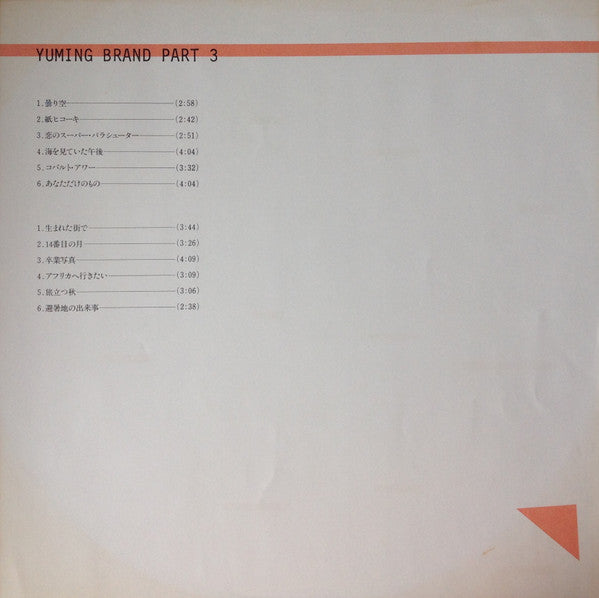 YUMING BRAND PART 3
1.曇り空 (2:58)
2.紙ヒコーキ (2:42)
3.恋のスーパー・パラシューター (2:51)
4.海を見ていた午後 (4:04)
5.コバルト・アワー (3:32)
6.あなただけのもの (4:04)
1.生まれた街で (3:44)
2.14番目の月 (3:26)
3.卒業写真 (4:09)
4.アフリカへ行きたい (3:09)
5.旅立つ秋 (3:06)
6.避暑地の出来事 (2:38)